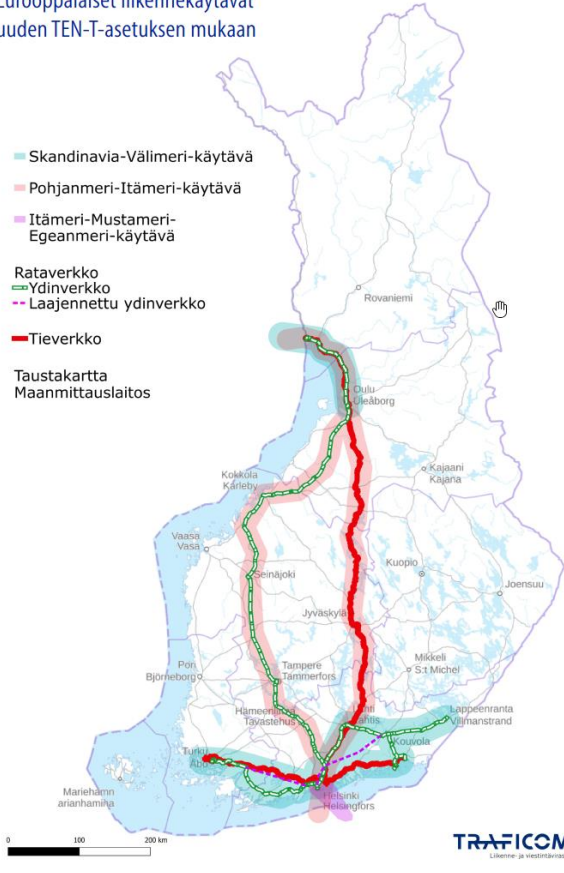 Eurooppalaiset liikennekäytävät
uuden TEN-T-asetuksen mukaan
Skandinavia-Välimeri-käytävä
Pohjanmeri-Itämeri-käytävä
Itämeri-Mustameri-
Egeanmeri-käytävä
Rataverkko
Ydinverkko
Laajennettu ydinverkko
Tieverkko
Taustakartta
Maanmittauslaitos
Rovaniemi
Oulu
Uleåborg
Kajaani
Kajana
Kokkola
Karleby
Vaasa
Vasa
Seinäjoki
Kuopio
Joensuu
Jyväskylä
Pori
Björneborg
Tampere
Tammerfors
Mikkeli
S:t Michel
Hämeenlinna
Tavastehus
Lappeenranta
Villmanstrand
Kouvola
Turku
Åbo
Mariehamn
Helsinki
Helsingfors
0 100 200 km
TRAFICOM
Liikenne- ja viestintäviras